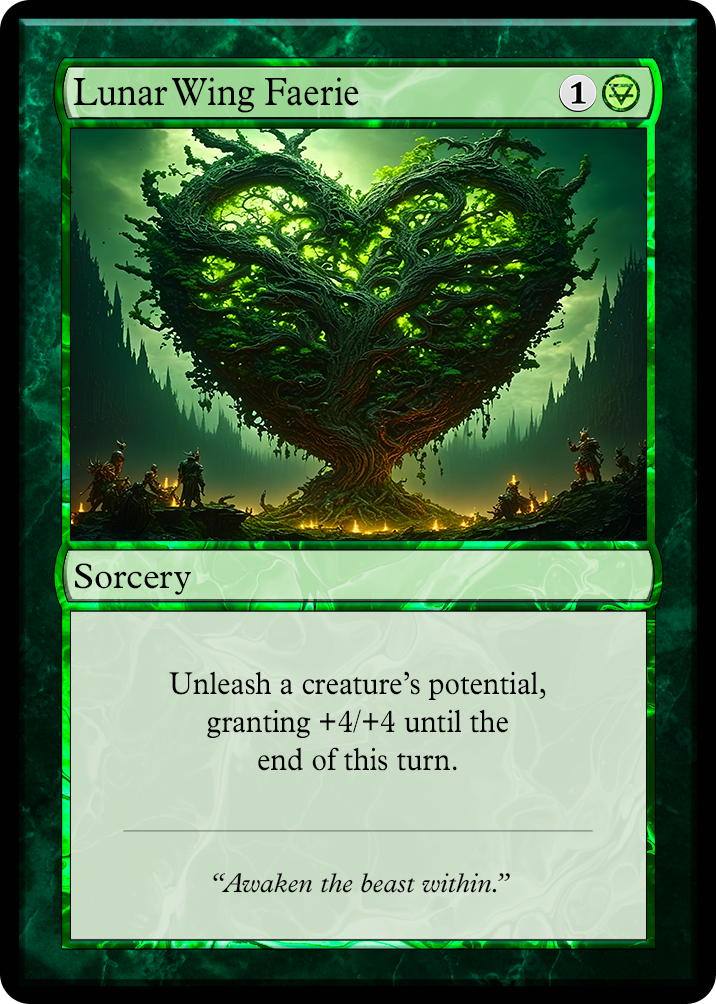 Lunar Wing Faerie 1
Sorcery
Unleash a creature's potential,
granting +4/+4 until the
end of this turn.
“Awaken the beast within.”